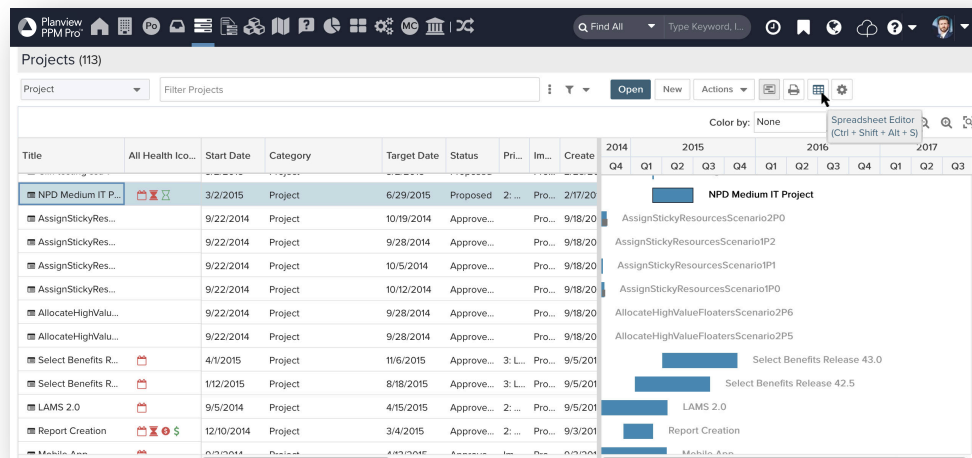 Planview
PPM Pro™
Po
MC
Find All
Type Keyword, I...
Projects (113)
Project
Filter Projects
Open
New
Actions
Color by: None
Spreadsheet Editor
(Ctrl + Shift + Alt + S)
Title All Health Ico... Start Date Category Target Date Status Pri... Im... Create
2014 2015 2016 2017
Q4 Q1 Q2 Q3 Q4 Q1 Q2 Q3 Q4 Q1 Q2 Q3
NPD Medium IT P... 3/2/2015 Project 6/29/2015 Proposed 2: ... Pro... 2/17/20 NPD Medium IT Project
AssignStickyRes... 9/22/2014 Project 10/19/2014 Approve... Pro... 9/18/20 AssignStickyResourcesScenario2P0
AssignStickyRes... 9/22/2014 Project 9/28/2014 Approve... Pro... 9/18/20 AssignStickyResourcesScenario1P2
AssignStickyRes... 9/22/2014 Project 10/5/2014 Approve... Pro... 9/18/20 AssignStickyResourcesScenario1P1
AssignStickyRes... 9/22/2014 Project 10/12/2014 Approve... Pro... 9/18/20 AssignStickyResourcesScenario1P0
AllocateHighValu... 9/22/2014 Project 9/28/2014 Approve... Pro... 9/18/20 AllocateHighValueFloatersScenario2P6
AllocateHighValu... 9/22/2014 Project 9/28/2014 Approve... Pro... 9/18/20 AllocateHighValueFloatersScenario2P5
Select Benefits R... 4/1/2015 Project 11/6/2015 Approve... 3: L... Pro... 9/5/201 Select Benefits Release 43.0
Select Benefits R... 1/12/2015 Project 8/18/2015 Approve... 3: L... Pro... 9/5/201 Select Benefits Release 42.5
LAMS 2.0 9/5/2014 Project 4/15/2015 Approve... 2: ... Pro... 9/5/201 LAMS 2.0
Report Creation $ 12/10/2014 Project 3/4/2015 Approve... 2: ... Pro... 9/3/201 Report Creation
Mobile App Project Mobile App